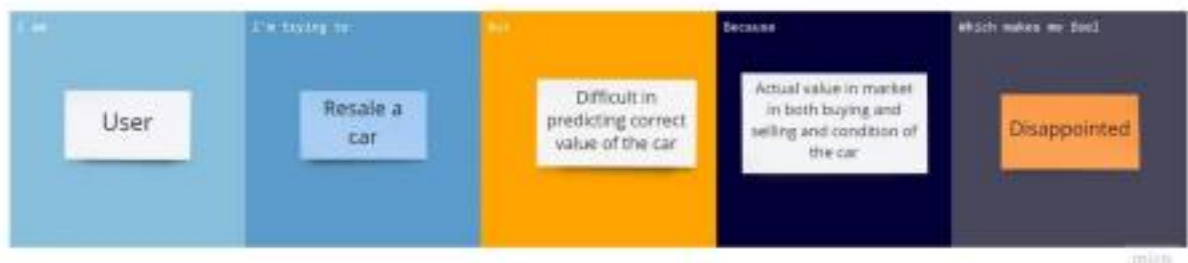 I am
I'm trying to
But
Because
Which makes me feel
User
Resale a
car
Difficult in
predicting correct
value of the car
Actual value in market
in both buying and
selling and condition of
the car
Disappointed
miro